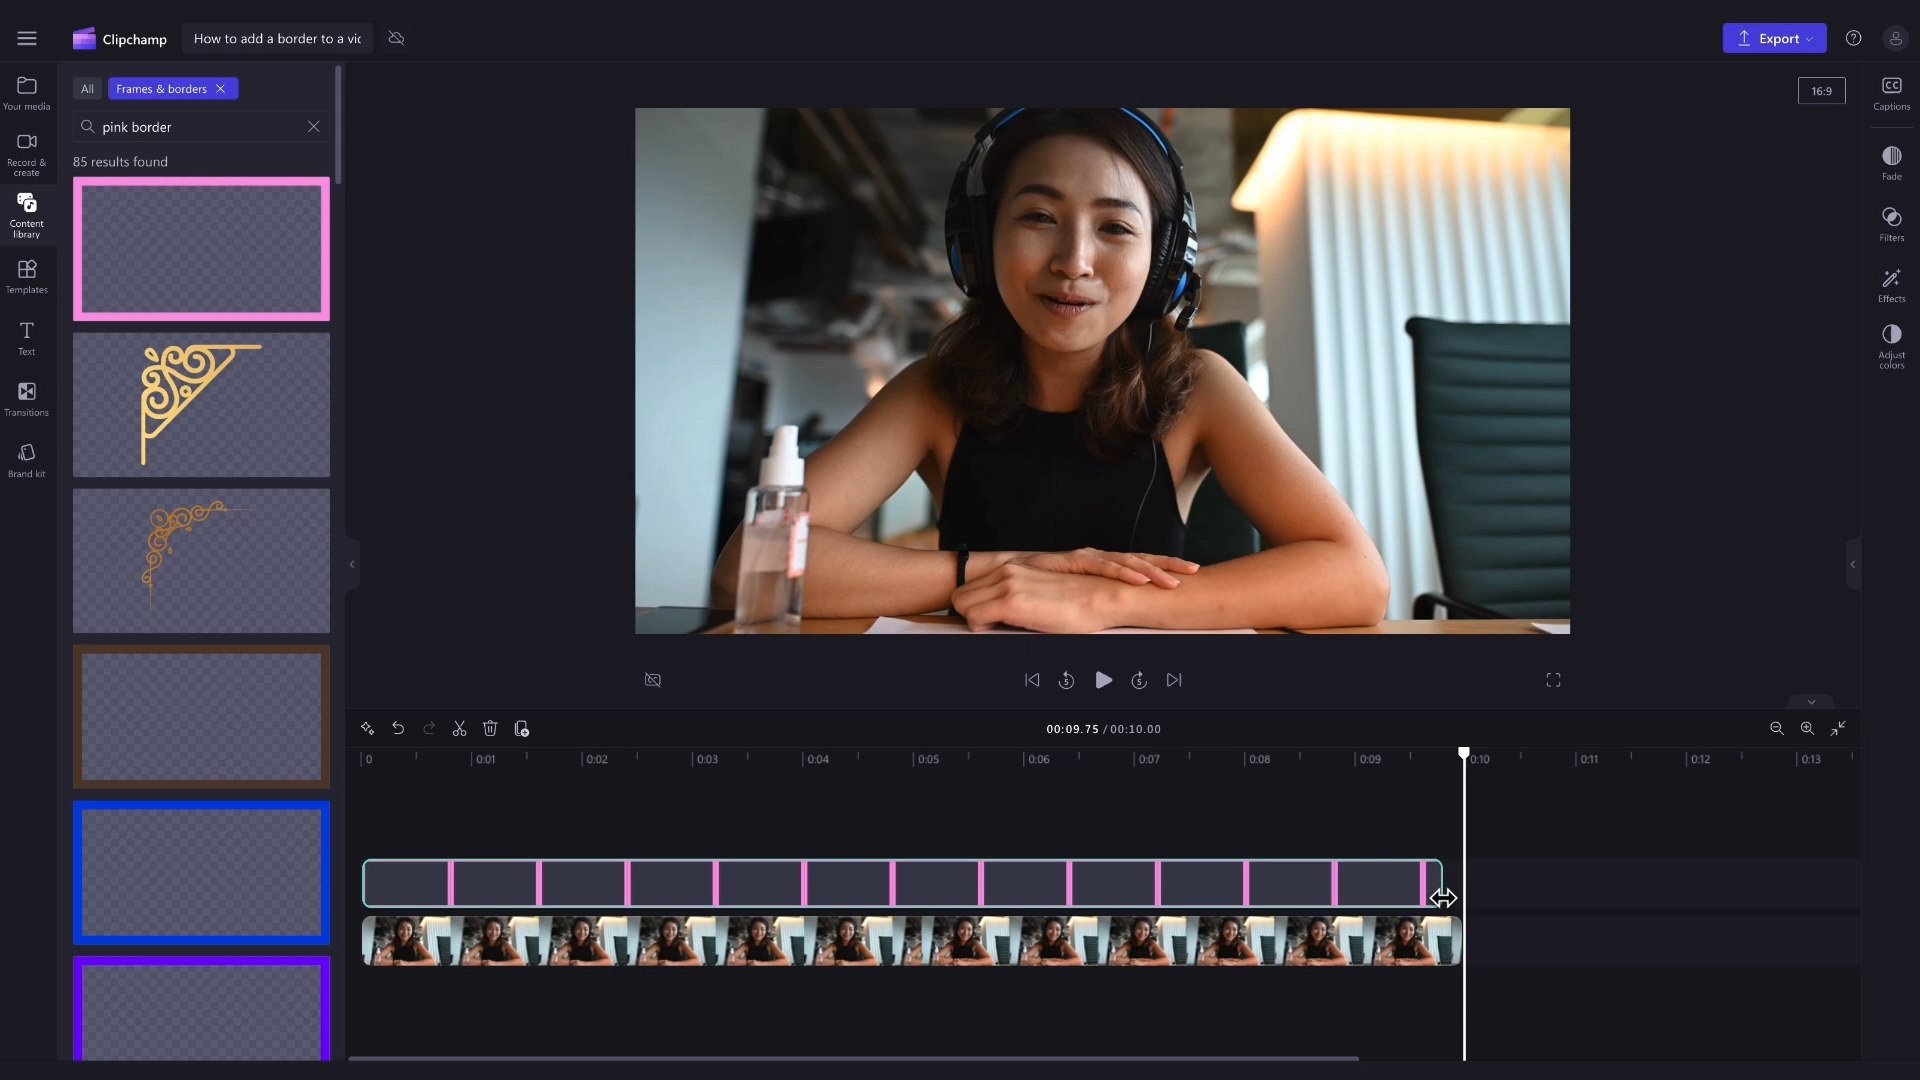 Clipchamp
How to add a border to a vic
Export
All
Frames & borders
pink border
85 results found
16:9
Your media
Record &
create
Content
library
Templates
Text
Transitions
Brand kit
CC
Captions
Fade
Filters
Effects
Adjust
colors
5
5
00:09.75 / 00:10.00
0
0:01
0:02
0:03
0:04
0:05
0:06
0:07
0:08
0:09
0:10
0:11
0:12
0:13